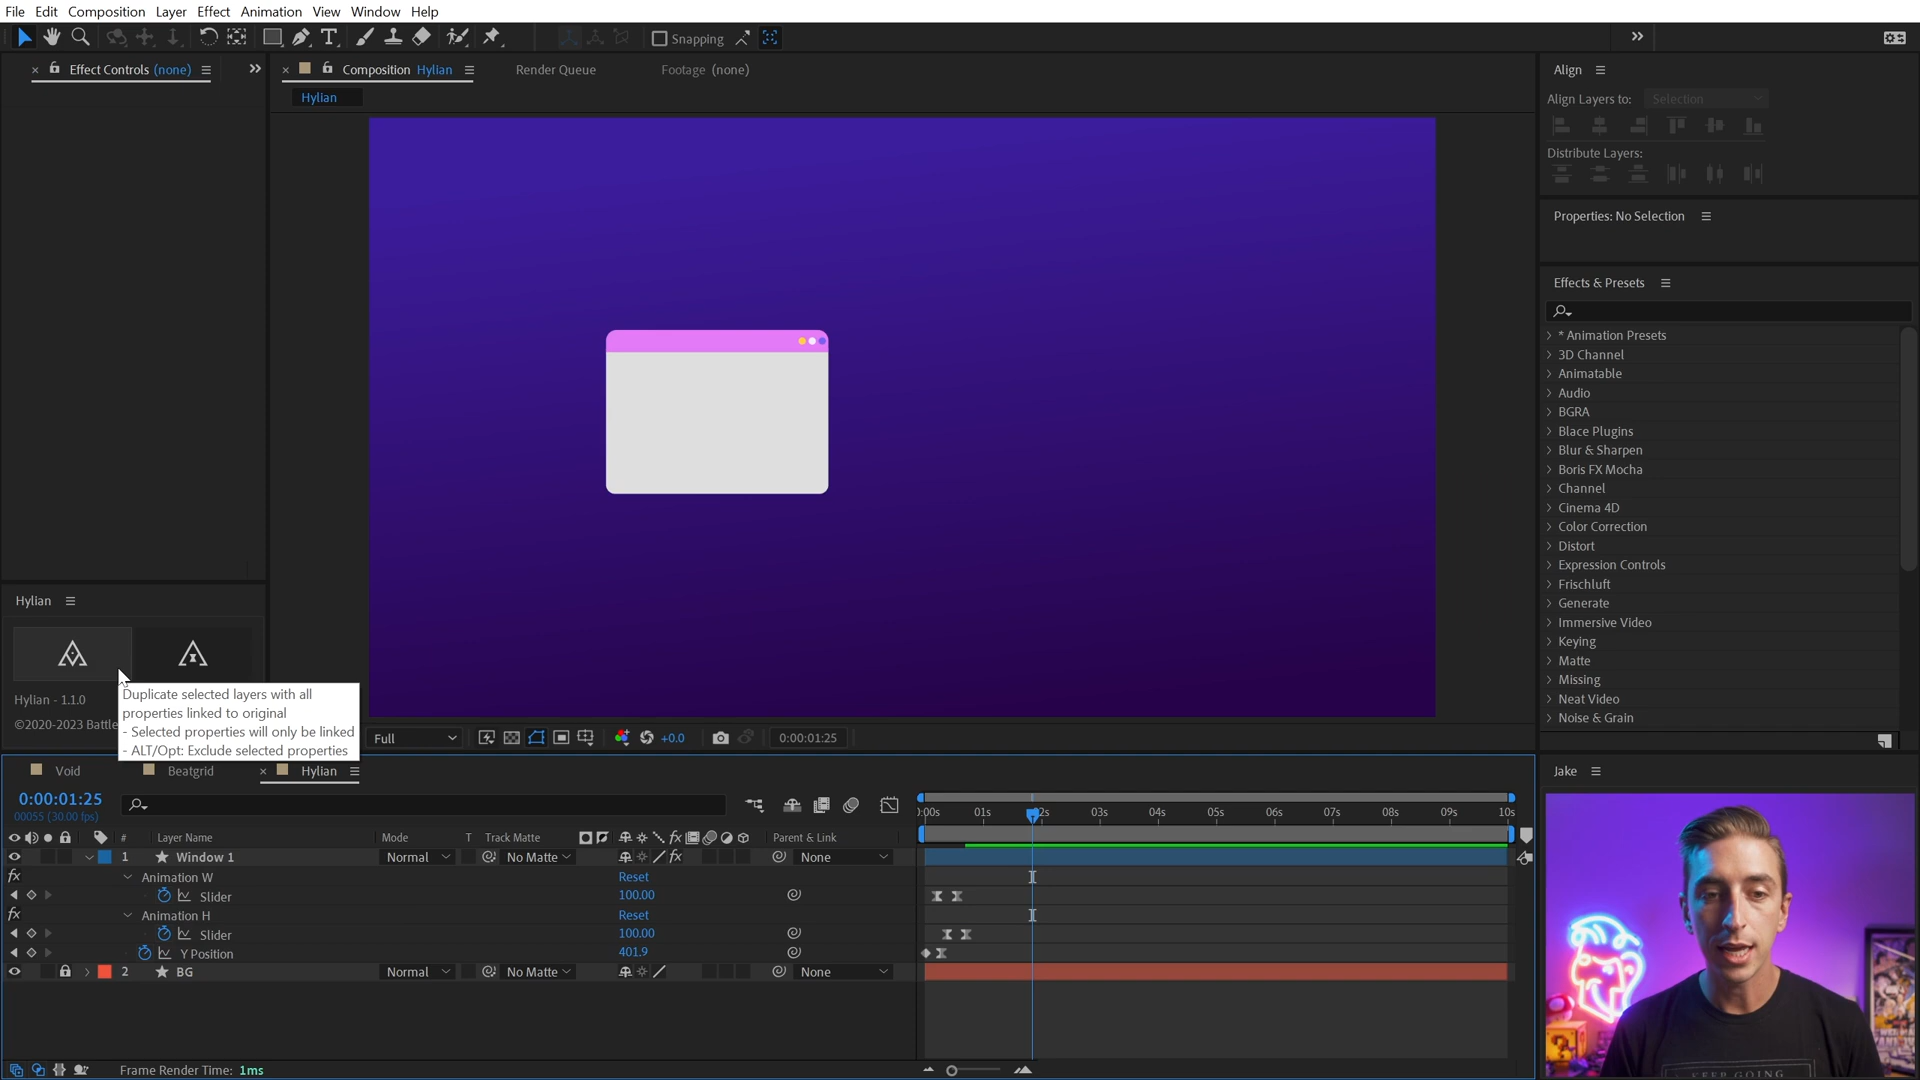 File Edit Composition Layer Effect Animation View Window Help
Snapping
Effect Controls (none)
Composition Hylian
Render Queue
Footage (none)
Hylian
Align
Align Layers to: Selection
Distribute Layers:
Properties: No Selection
Effects & Presets
* Animation Presets
3D Channel
Animatable
Audio
BGRA
Blace Plugins
Blur & Sharpen
Boris FX Mocha
Channel
Cinema 4D
Color Correction
Distort
Expression Controls
Frischluft
Generate
Immersive Video
Keying
Matte
Missing
Neat Video
Noise & Grain
Hylian
Hylian - 1.1.0
©2020-2023 Battle
Duplicate selected layers with all
properties linked to original
- Selected properties will only be linked
- ALT/Opt: Exclude selected properties
Full
+0.0
0:00:01:25
Void
Beatgrid
Hylian
0:00:01:25
00055 (30.00 fps)
# Layer Name Mode T Track Matte fx Parent & Link
1 Window 1 Normal No Matte fx None
fx Animation W Reset
Slider 100.00
fx Animation H Reset
Slider 100.00
Y Position 401.9
2 BG Normal No Matte None
):00s 01s 02s 03s 04s 05s 06s 07s 08s 09s 10s
Frame Render Time: 1ms
Jake
KEEP GOING